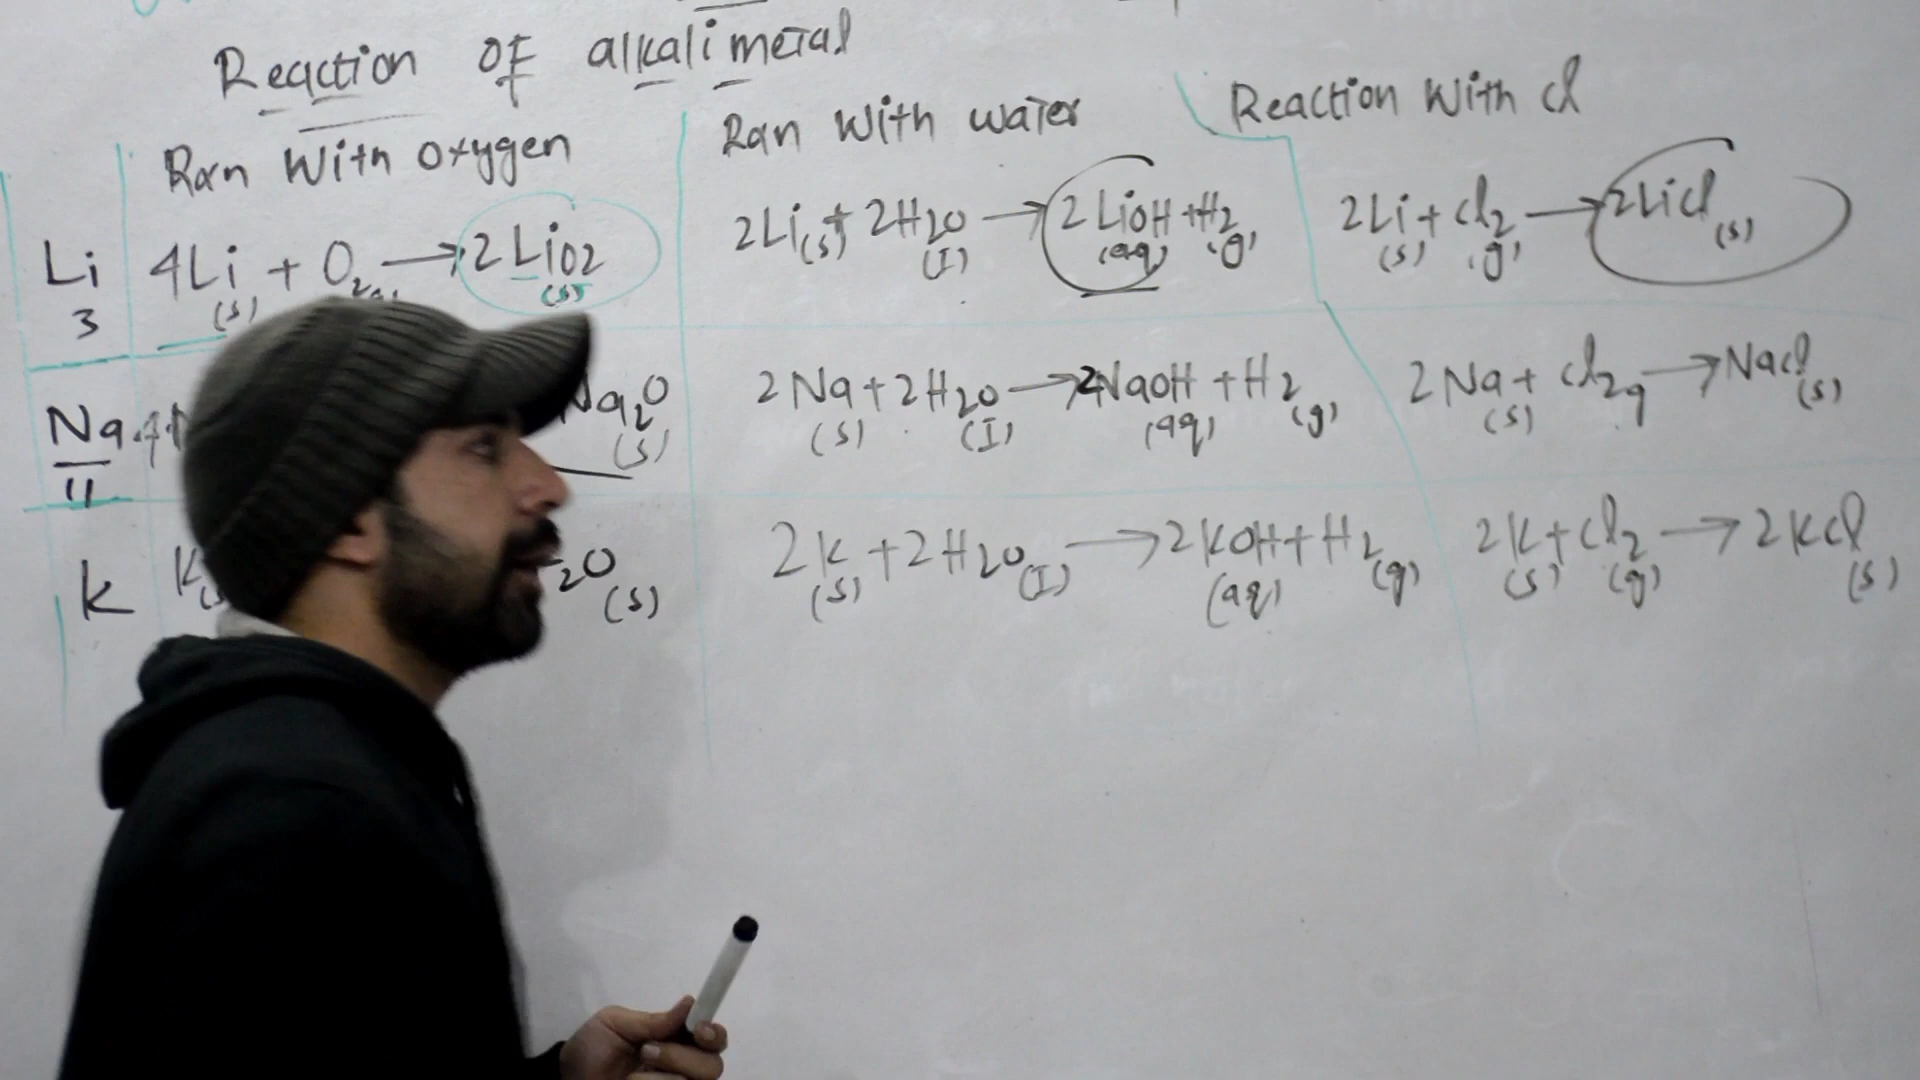 Reaction OF alkali metal
Rxn With Oxygen
Rxn With water
Reaction With Cl
Li
3
4Li(s) + O2 → 2LiO2(s)
2Li(s) + 2H2O(I) → 2LiOH(aq) + H2(g)
2Li(s) + Cl2(g) → 2LiCl(s)
Na
11
Na2O(s)
2Na(s) + 2H2O(I) → 2NaOH(aq) + H2(g)
2Na(s) + Cl2g → NaCl(s)
K
2O(s)
2K(s) + 2H2O(I) → 2KOH(aq) + H2(g)
2K(s) + Cl2(g) → 2KCl(s)